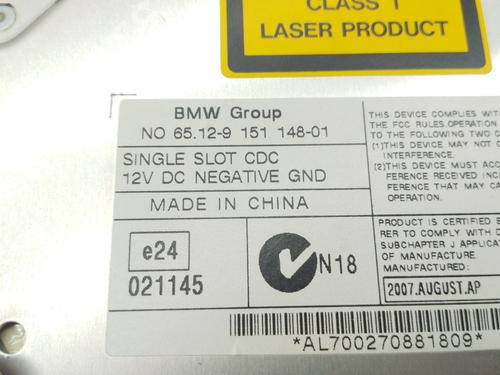 CLASS 1
LASER PRODUCT
BMW Group
NO 65.12-9 151 148-01
SINGLE SLOT CDC
12V DC NEGATIVE GND
MADE IN CHINA
e24
021145
N18
THIS DEVICE COMPLIES WITH
THE FCC RULES.OPERATION
TO THE FOLLOWING TWO C
(1)THIS DEVICE MAY NOT C
INTERFERENCE.
(2)THIS DEVICE MUST ACC
FERENCE RECEIVED INC
FERENCE THAT MAY CA
OPERATION.
PRODUCT IS CERTIFIED
RER TO COMPLY WITH D
SUBCHAPTER J APPLICA
OF MANUFACTURE.
MANUFACTURED:
2007.AUGUST.AP
*AL700270881809*